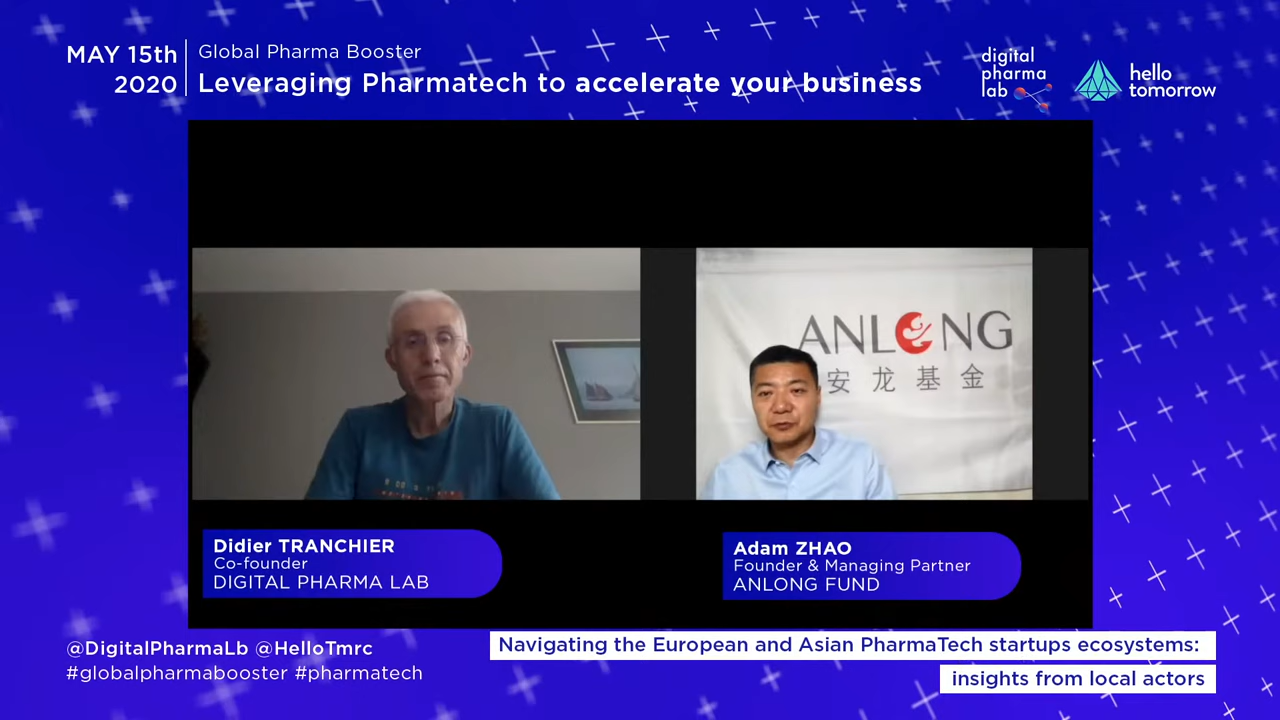 MAY 15th
2020
Global Pharma Booster
Leveraging Pharmatech to accelerate your business
digital
pharma
lab
hello
tomorrow
ANLONG
安龙基金
Didier TRANCHIER
Co-founder
DIGITAL PHARMA LAB
Adam ZHAO
Founder & Managing Partner
ANLONG FUND
@DigitalPharmaLb @HelloTmrc
#globalpharmabooster #pharmatech
Navigating the European and Asian PharmaTech startups ecosystems:
insights from local actors